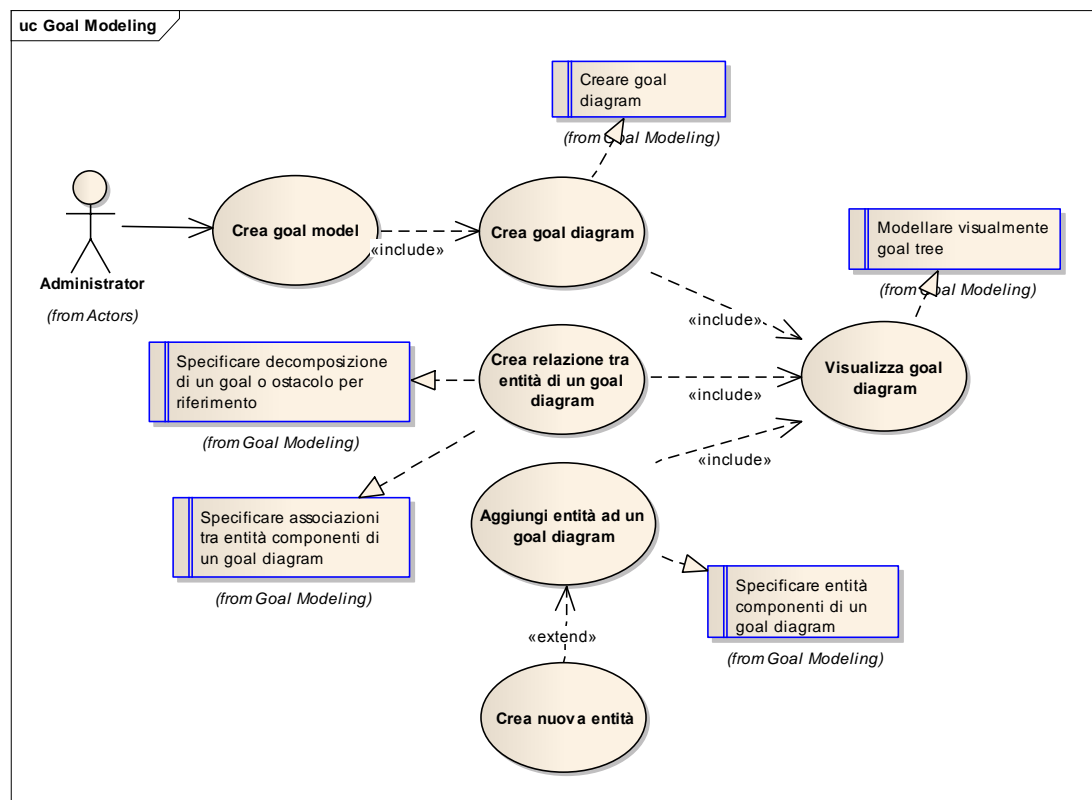 uc Goal Modeling
Creare goal
diagram
(from Goal Modeling)
Crea goal model
«include»
Crea goal diagram
Modellare visualmente
goal tree
(from Goal Modeling)
Administrator
(from Actors)
«include»
Specificare decomposizione
di un goal o ostacolo per
riferimento
(from Goal Modeling)
Crea relazione tra
entità di un goal
diagram
«include»
Visualizza goal
diagram
«include»
Specificare associazioni
tra entità componenti di
un goal diagram
(from Goal Modeling)
Aggiungi entità ad un
goal diagram
Specificare entità
componenti di un
goal diagram
(from Goal Modeling)
«extend»
Crea nuova entità